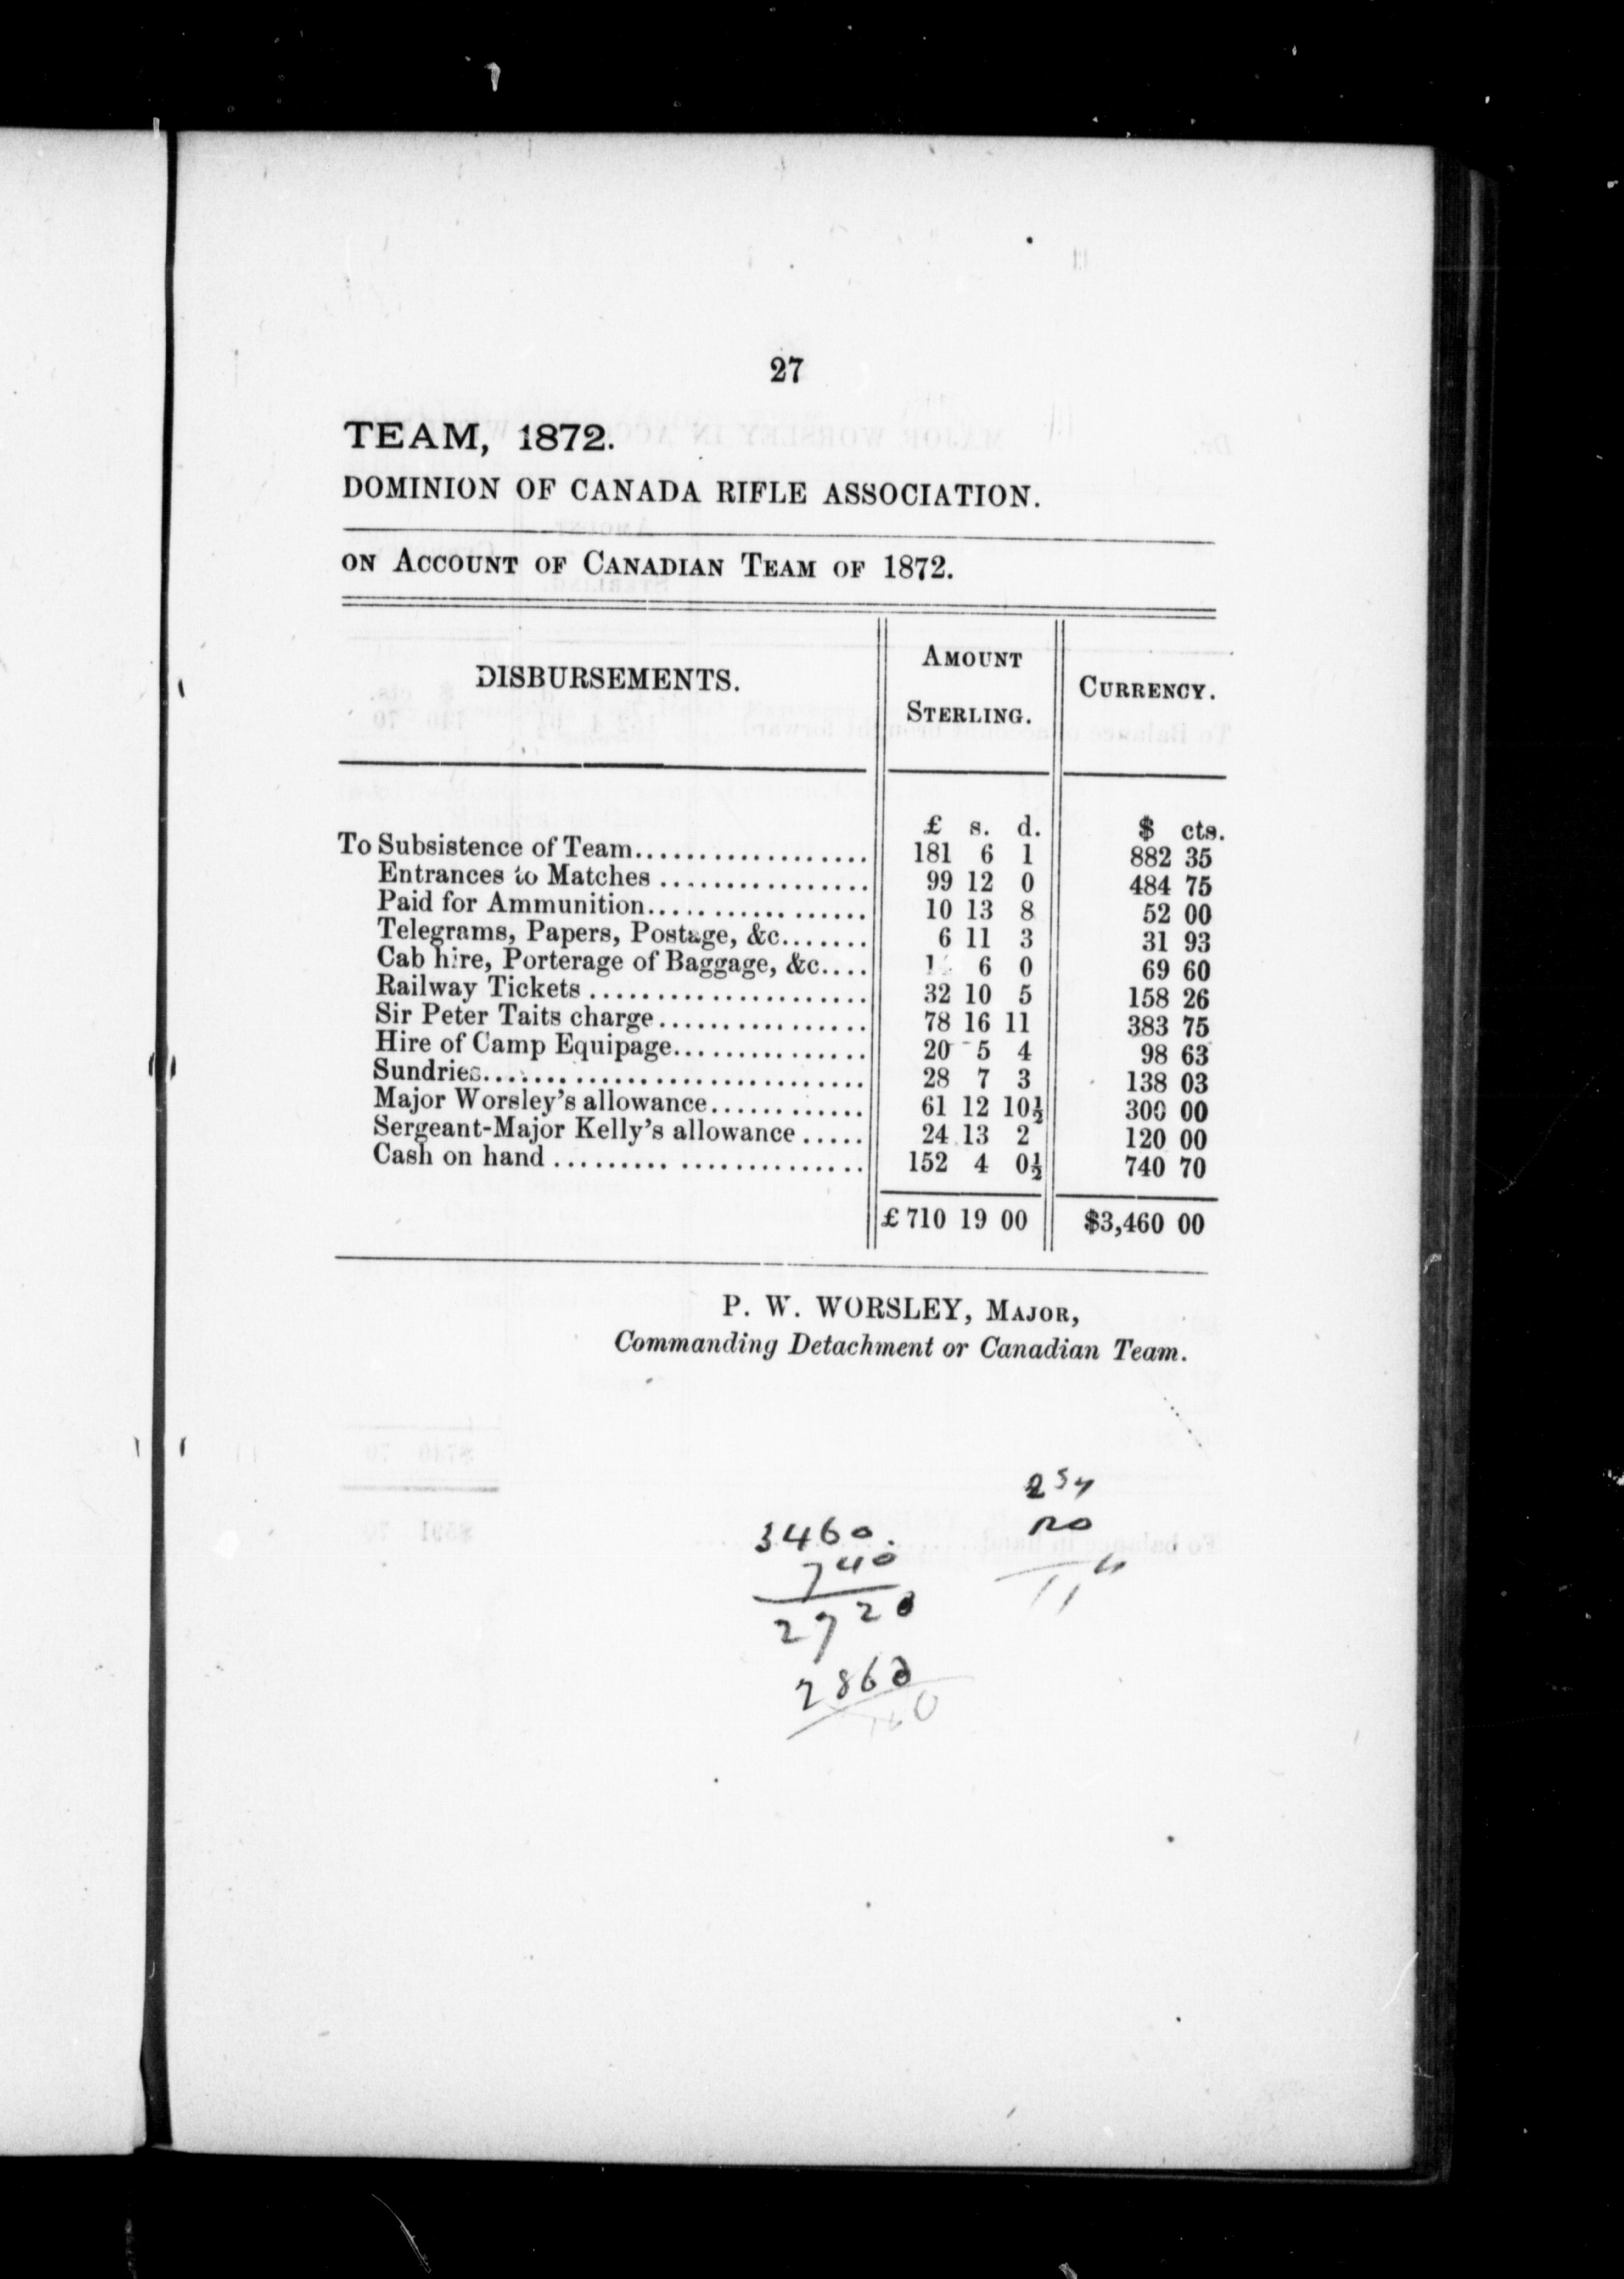 27
TEAM, 1872.
DOMINION OF CANADA RIFLE ASSOCIATION.
ON ACCOUNT OF CANADIAN TEAM OF 1872.
DISBURSEMENTS. AMOUNT STERLING. CURRENCY.
£ s. d. $ cts.
To Subsistence of Team.................. 181 6 1 882 35
Entrances to Matches ................ 99 12 0 484 75
Paid for Ammunition.................. 10 13 8 52 00
Telegrams, Papers, Postage, &c....... 6 11 3 31 93
Cab hire, Porterage of Baggage, &c.... 6 0 69 60
Railway Tickets ...................... 32 10 5 158 26
Sir Peter Taits charge................ 78 16 11 383 75
Hire of Camp Equipage............... 20 5 4 98 63
Sundries.............................. 28 7 3 138 03
Major Worsley's allowance............ 61 12 10½ 300 00
Sergeant-Major Kelly's allowance ..... 24 13 2 120 00
Cash on hand ....................... 152 4 0½ 740 70
£710 19 00 $3,460 00
P. W. WORSLEY, MAJOR,
Commanding Detachment or Canadian Team.
3460.
740
2720
2860